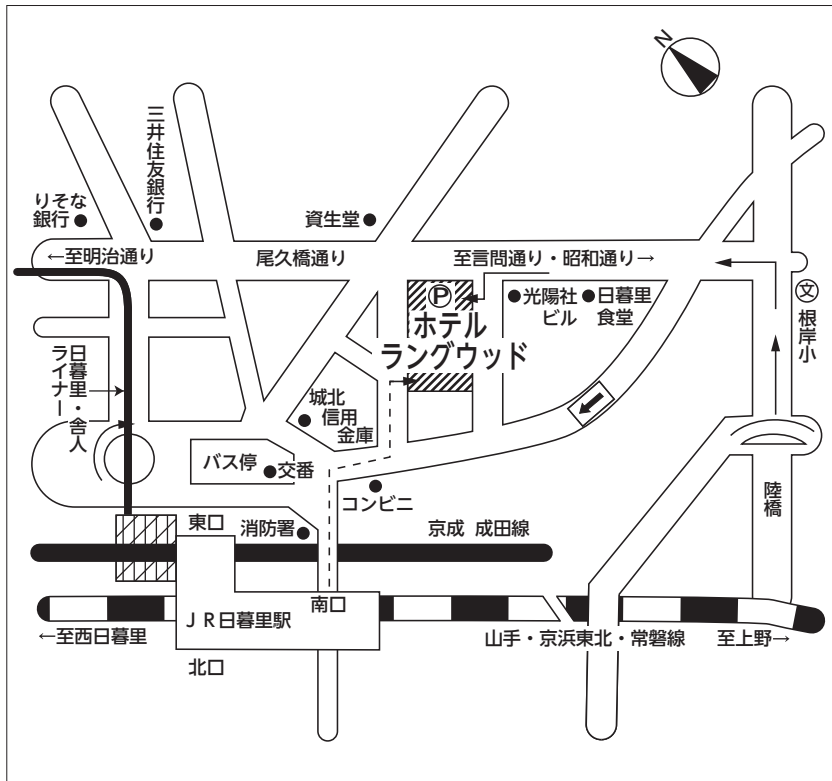 N
三井住友銀行
りそな
銀行
資生堂
←至明治通り
尾久橋通り
至言問通り・昭和通り→
P
ホテル
ラングウッド
光陽社
ビル
日暮里
食堂
文
根岸小
日暮里・舎人
ライナー
城北
信用
金庫
バス停
交番
コンビニ
陸橋
東口
消防署
京成 成田線
南口
JR日暮里駅
←至西日暮里
山手・京浜東北・常磐線
至上野→
北口